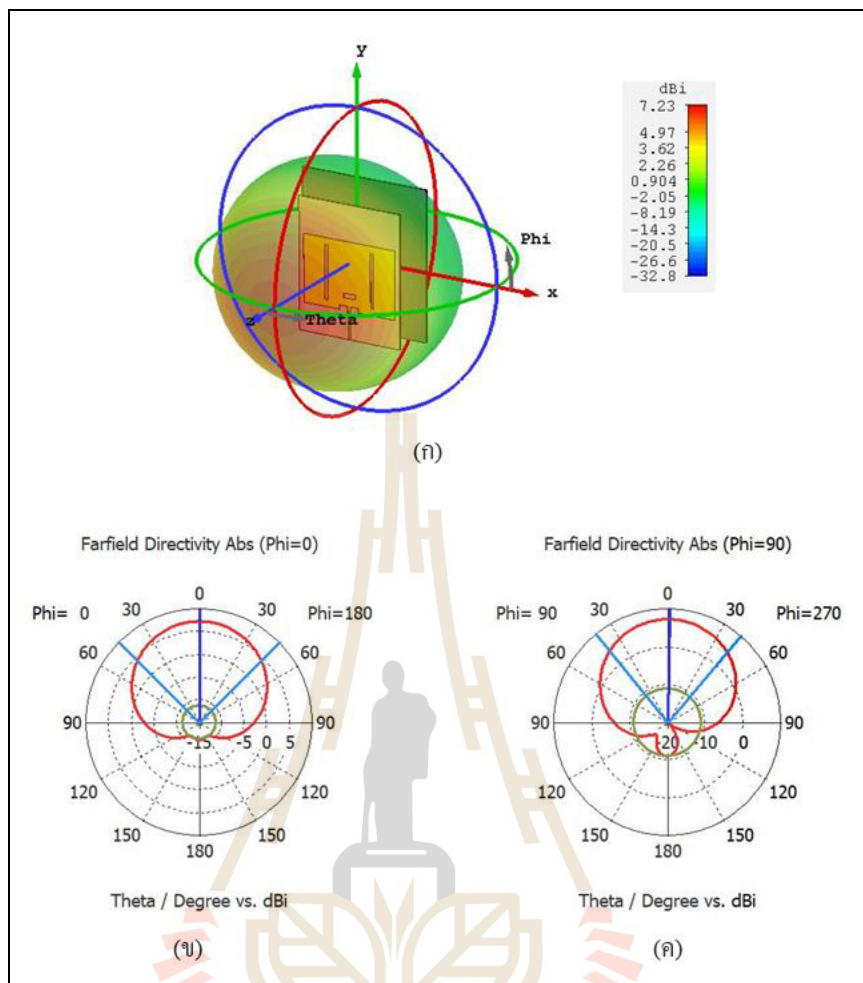 y
dBi
7.23
4.97
3.62
2.26
0.904
-2.05
-8.19
-14.3
-20.5
-26.6
-32.8
Phi
x
z
Theta
(ก)
Farfield Directivity Abs (Phi=0)
0
30
30
Phi= 0
Phi=180
60
60
90
90
-15
-5
0
5
120
120
150
150
180
Theta / Degree vs. dBi
(ข)
Farfield Directivity Abs (Phi=90)
0
30
30
Phi= 90
Phi=270
60
60
90
90
-20
-10
0
120
120
150
150
180
Theta / Degree vs. dBi
(ค)